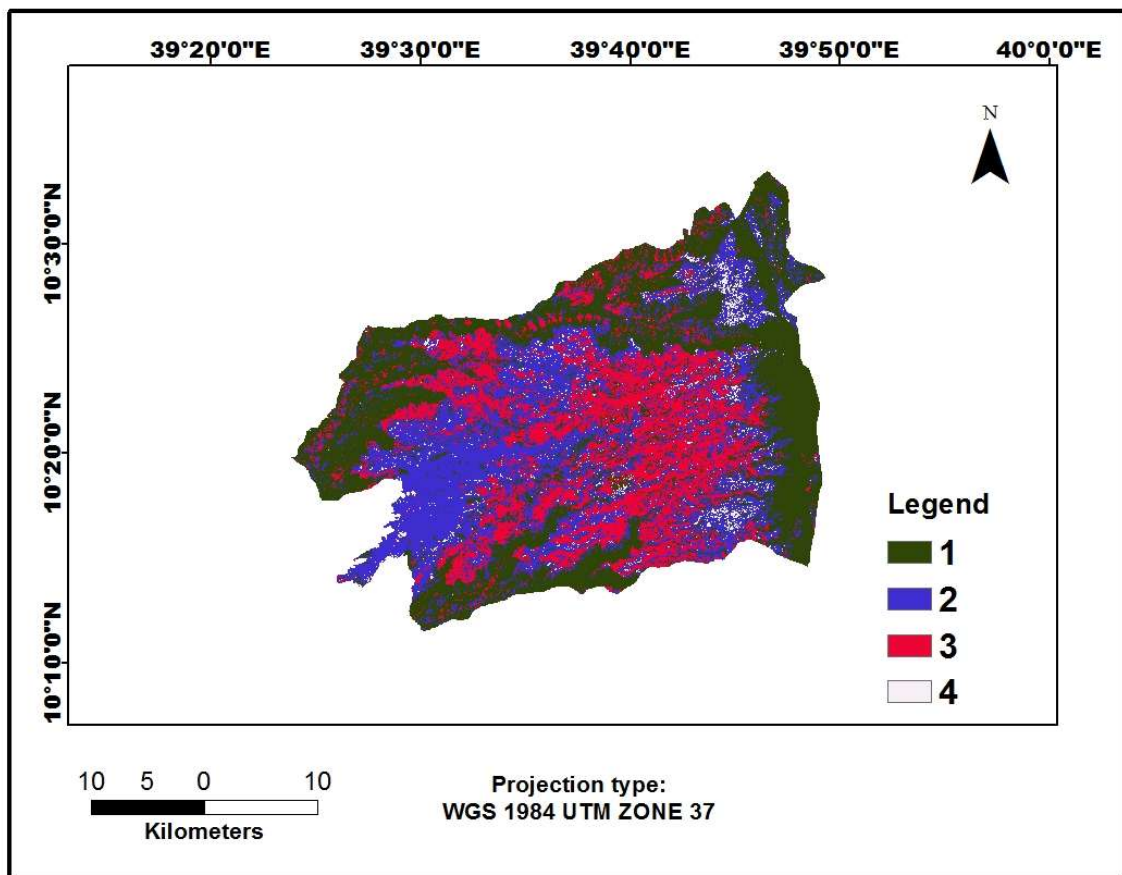 39°20'0"E 39°30'0"E 39°40'0"E 39°50'0"E 40°0'0"E
N
10°30'0"N
10°20'0"N
10°10'0"N
Legend
1
2
3
4
10 5 0 10
Kilometers
Projection type:
WGS 1984 UTM ZONE 37